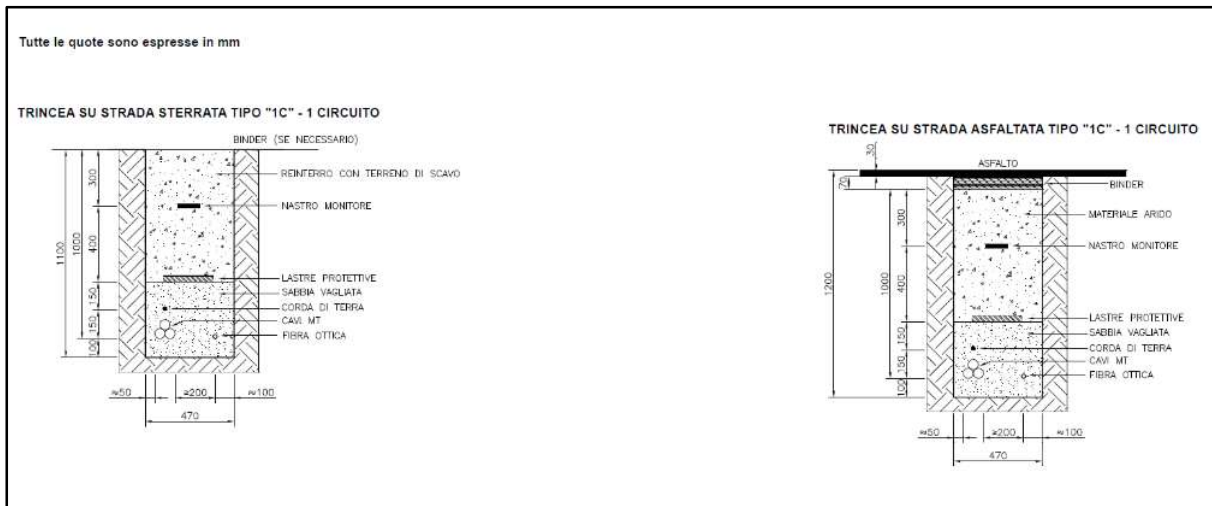 Tutte le quote sono espresse in mm
TRINCEA SU STRADA STERRATA TIPO "1C" - 1 CIRCUITO
BINDER (SE NECESSARIO)
REINTERRO CON TERRENO DI SCAVO
NASTRO MONITORE
LASTRE PROTETTIVE
SABBIA VAGLIATA
CORDA DI TERRA
CAVI MT
FIBRA OTTICA
1100
1000
300
400
150
150
100
≈50
≥200
≈100
470
TRINCEA SU STRADA ASFALTATA TIPO "1C" - 1 CIRCUITO
30
ASFALTO
70
BINDER
MATERIALE ARIDO
NASTRO MONITORE
LASTRE PROTETTIVE
SABBIA VAGLIATA
CORDA DI TERRA
CAVI MT
FIBRA OTTICA
1200
1000
300
400
150
150
100
≈50
≥200
≈100
470